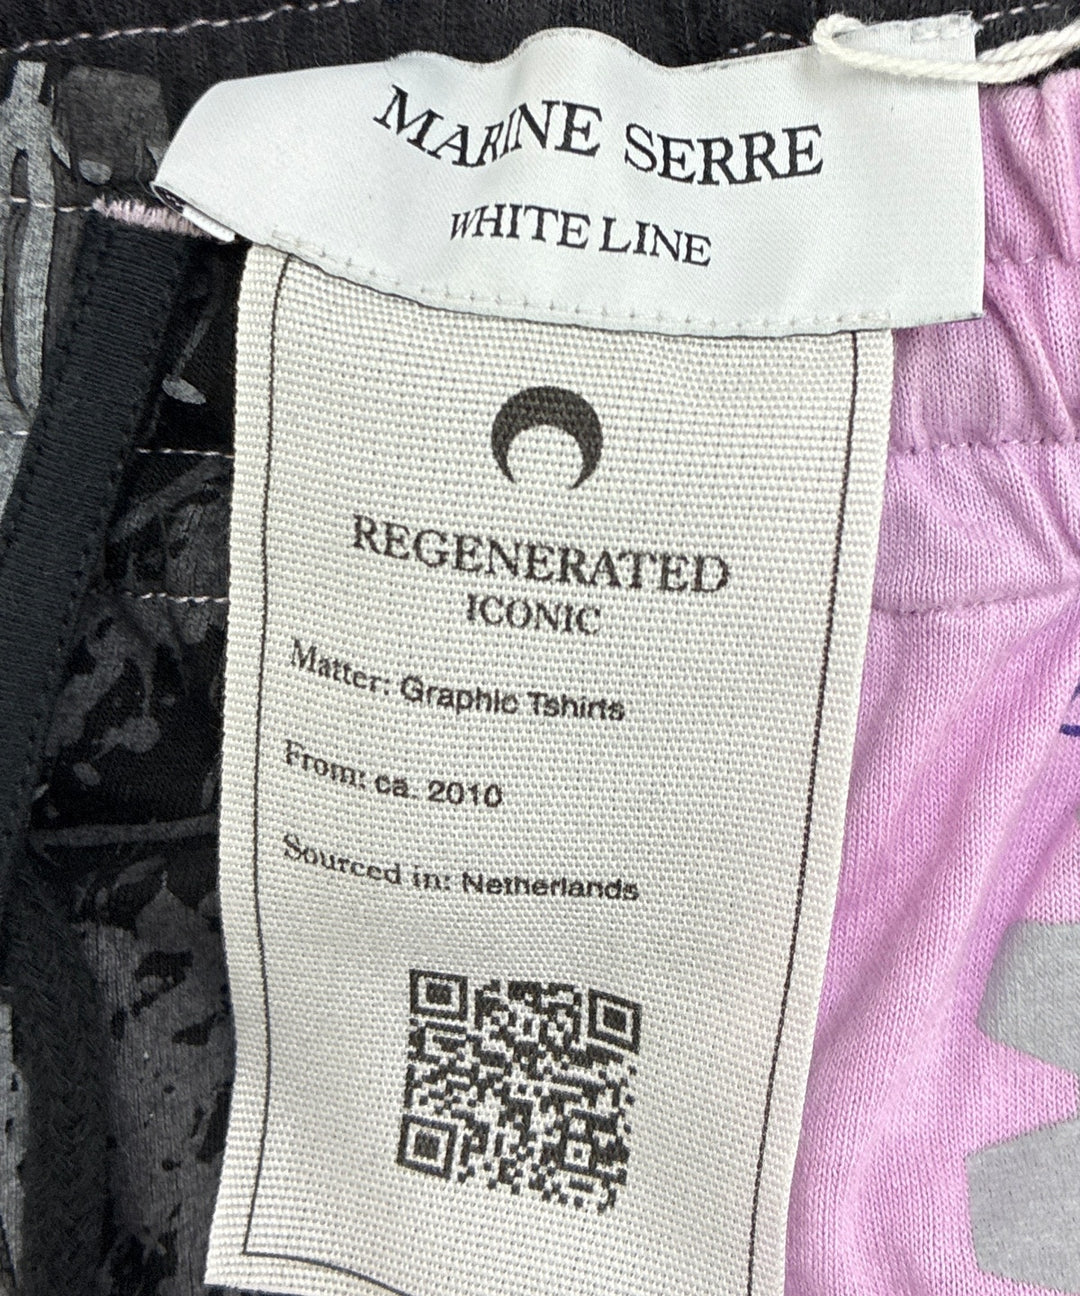 MARINE SERRE
WHITE LINE
REGENERATED
ICONIC
Matter: Graphic Tshirts
From: ca. 2010
Sourced in: Netherlands